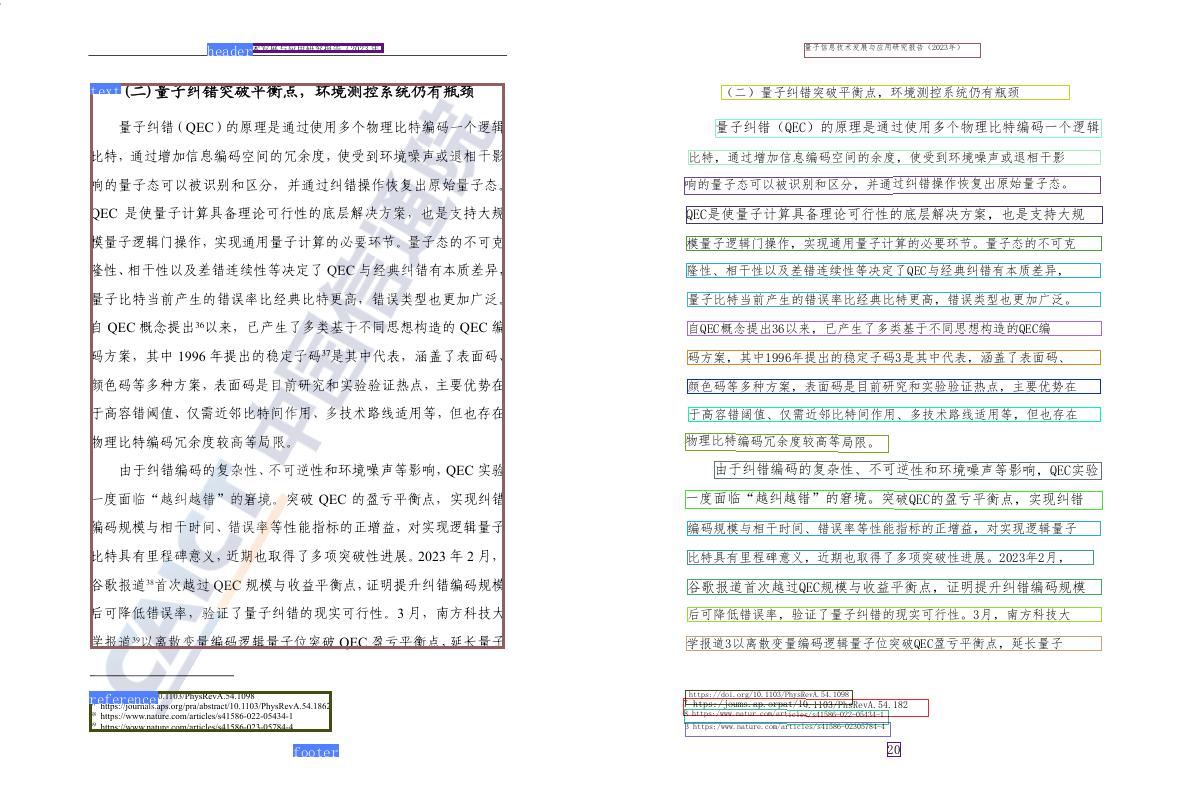 header
text
(二)量子纠错突破平衡点，环境测控系统仍有瓶颈
量子纠错（QEC）的原理是通过使用多个物理比特编码一个逻辑
比特，通过增加信息编码空间的冗余度，使受到环境噪声或退相干影
响的量子态可以被识别和区分，并通过纠错操作恢复出原始量子态。
QEC 是使量子计算具备理论可行性的底层解决方案，也是支持大规
模量子逻辑门操作，实现通用量子计算的必要环节。量子态的不可克
隆性、相干性以及差错连续性等决定了 QEC 与经典纠错有本质差异，
量子比特当前产生的错误率比经典比特更高，错误类型也更加广泛。
自 QEC 概念提出36以来，已产生了多类基于不同思想构造的 QEC 编
码方案，其中 1996 年提出的稳定子码37是其中代表，涵盖了表面码、
颜色码等多种方案，表面码是目前研究和实验验证热点，主要优势在
于高容错阈值、仅需近邻比特间作用、多技术路线适用等，但也存在
物理比特编码冗余度较高等局限。
由于纠错编码的复杂性、不可逆性和环境噪声等影响，QEC 实验
一度面临“越纠越错”的窘境。突破 QEC 的盈亏平衡点，实现纠错
编码规模与相干时间、错误率等性能指标的正增益，对实现逻辑量子
比特具有里程碑意义，近期也取得了多项突破性进展。2023 年 2 月，
谷歌报道38首次越过 QEC 规模与收益平衡点，证明提升纠错编码规模
后可降低错误率，验证了量子纠错的现实可行性。3 月，南方科技大
学报道39以离散变量编码逻辑量子位突破 QEC 盈亏平衡点，延长量子
CAICT 中国信通院
reference
.1103/PhysRevA.54.1098
https://journals.aps.org/pra/abstract/10.1103/PhysRevA.54.1862
https://www.nature.com/articles/s41586-022-05434-1
https://www.nature.com/articles/s41586-023-05784-4
footer
量子信息技术发展与应用研究报告（2023年）
（二）量子纠错突破平衡点，环境测控系统仍有瓶颈
量子纠错（QEC）的原理是通过使用多个物理比特编码一个逻辑
比特，通过增加信息编码空间的余度，使受到环境噪声或退相干影
响的量子态可以被识别和区分，并通过纠错操作恢复出原始量子态。
QEC是使量子计算具备理论可行性的底层解决方案，也是支持大规
模量子逻辑门操作，实现通用量子计算的必要环节。量子态的不可克
隆性、相干性以及差错连续性等决定了QEC与经典纠错有本质差异，
量子比特当前产生的错误率比经典比特更高，错误类型也更加广泛。
自QEC概念提出36以来，已产生了多类基于不同思想构造的QEC编
码方案，其中1996年提出的稳定子码3是其中代表，涵盖了表面码、
颜色码等多种方案，表面码是目前研究和实验验证热点，主要优势在
于高容错阈值、仅需近邻比特间作用、多技术路线适用等，但也存在
物理比特编码冗余度较高等局限。
由于纠错编码的复杂性、不可逆性和环境噪声等影响，QEC实验
一度面临“越纠越错”的窘境。突破QEC的盈亏平衡点，实现纠错
编码规模与相干时间、错误率等性能指标的正增益，对实现逻辑量子
比特具有里程碑意义，近期也取得了多项突破性进展。2023年2月，
谷歌报道首次越过QEC规模与收益平衡点，证明提升纠错编码规模
后可降低错误率，验证了量子纠错的现实可行性。3月，南方科技大
学报道3以离散变量编码逻辑量子位突破QEC盈亏平衡点，延长量子
https://doi.org/10.1103/PhysRevA.54.1098
https:/joums.ap.orpat/10.1103/PhsRevA.54.182
8 https:/www.natur.com/articles/s41586-022-05434-1
https:/www.nature.com/articles/s41586-02305784-4
20